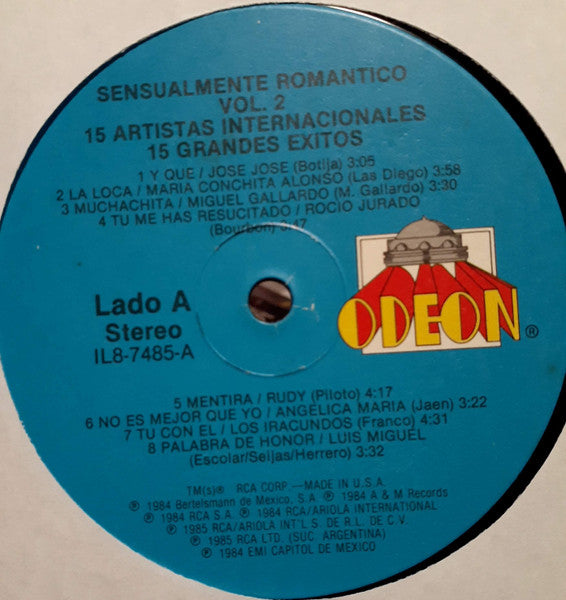 SENSUALMENTE ROMANTICO
VOL. 2
15 ARTISTAS INTERNACIONALES
15 GRANDES EXITOS
1 Y QUE / JOSE JOSE (Botija) 3:05
2 LA LOCA / MARIA CONCHITA ALONSO (Las Diego) 3:58
3 MUCHACHITA / MIGUEL GALLARDO (M. Gallardo) 3:30
4 TU ME HAS RESUCITADO / ROCIO JURADO
(Bourbon) 3:47
Lado A
Stereo
IL8-7485-A
ODEON ®
5 MENTIRA / RUDY (Piloto) 4:17
6 NO ES MEJOR QUE YO / ANGELICA MARIA (Jaen) 3:22
7 TU CON EL / LOS IRACUNDOS (Franco) 4:31
8 PALABRA DE HONOR / LUIS MIGUEL
(Escolar/Seijas/Herrero) 3:32
TM(s)® RCA CORP —MADE IN U.S.A.
℗ 1984 Bertelsmann de Mexico, S.A ℗ 1984 A & M Records
℗ 1984 RCA S.A. ℗ 1984 RCA/ARIOLA INTERNATIONAL
℗ 1985 RCA/ARIOLA INT'L S. DE R.L. DE C.V.
℗ 1985 RCA LTD. (SUC. ARGENTINA)
℗ 1984 EMI CAPITOL DE MEXICO